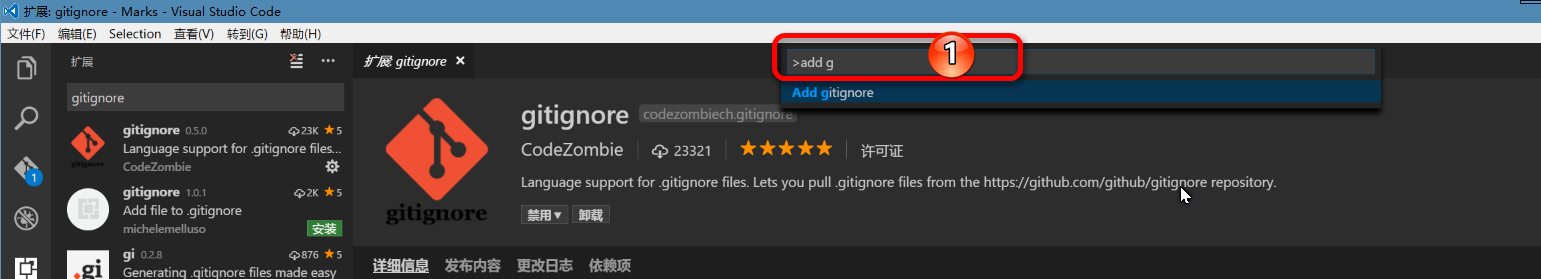 扩展: gitignore - Marks - Visual Studio Code
文件(F) 编辑(E) Selection 查看(V) 转到(G) 帮助(H)
扩展
gitignore
gitignore 0.5.0 23K ★5
Language support for .gitignore files...
CodeZombie
gitignore 1.0.1 2K ★5
Add file to .gitignore
michelemelluso 安装
gi 0.2.8 876 ★5
Generating .gitignore files made easy
.gi
1
扩展: gitignore ×
>add g
1
Add gitignore
gitignore
gitignore codezombiech.gitignore
CodeZombie 23321 ★★★★★ 许可证
Language support for .gitignore files. Lets you pull .gitignore files from the https://github.com/github/gitignore repository.
禁用▾ 卸载
详细信息 发布内容 更改日志 依赖项